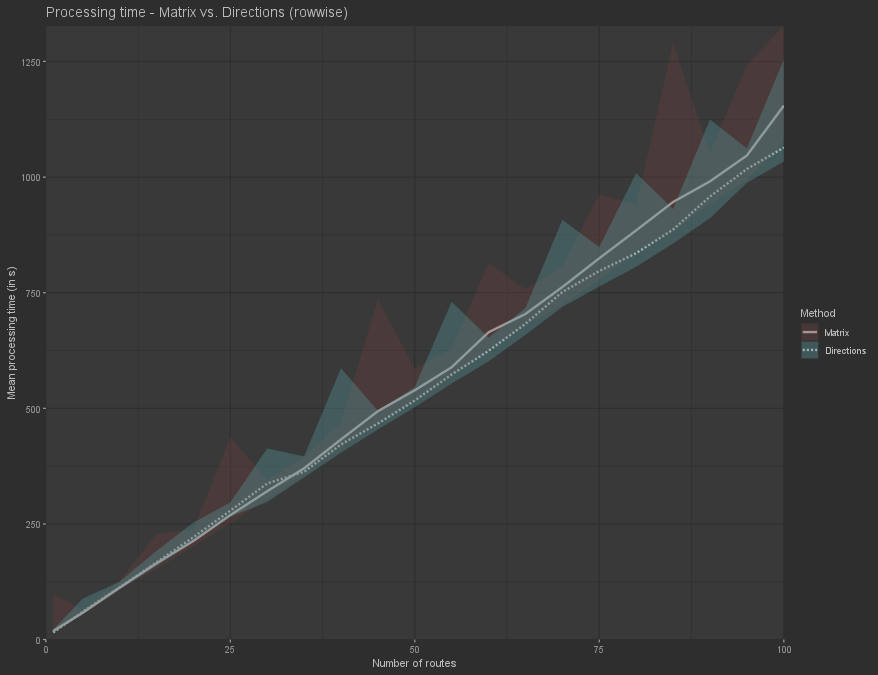 Processing time - Matrix vs. Directions (rowwise)
1250
1000
750
500
250
0
Mean processing time (in s)
0 25 50 75 100
Number of routes
Method
Matrix
Directions